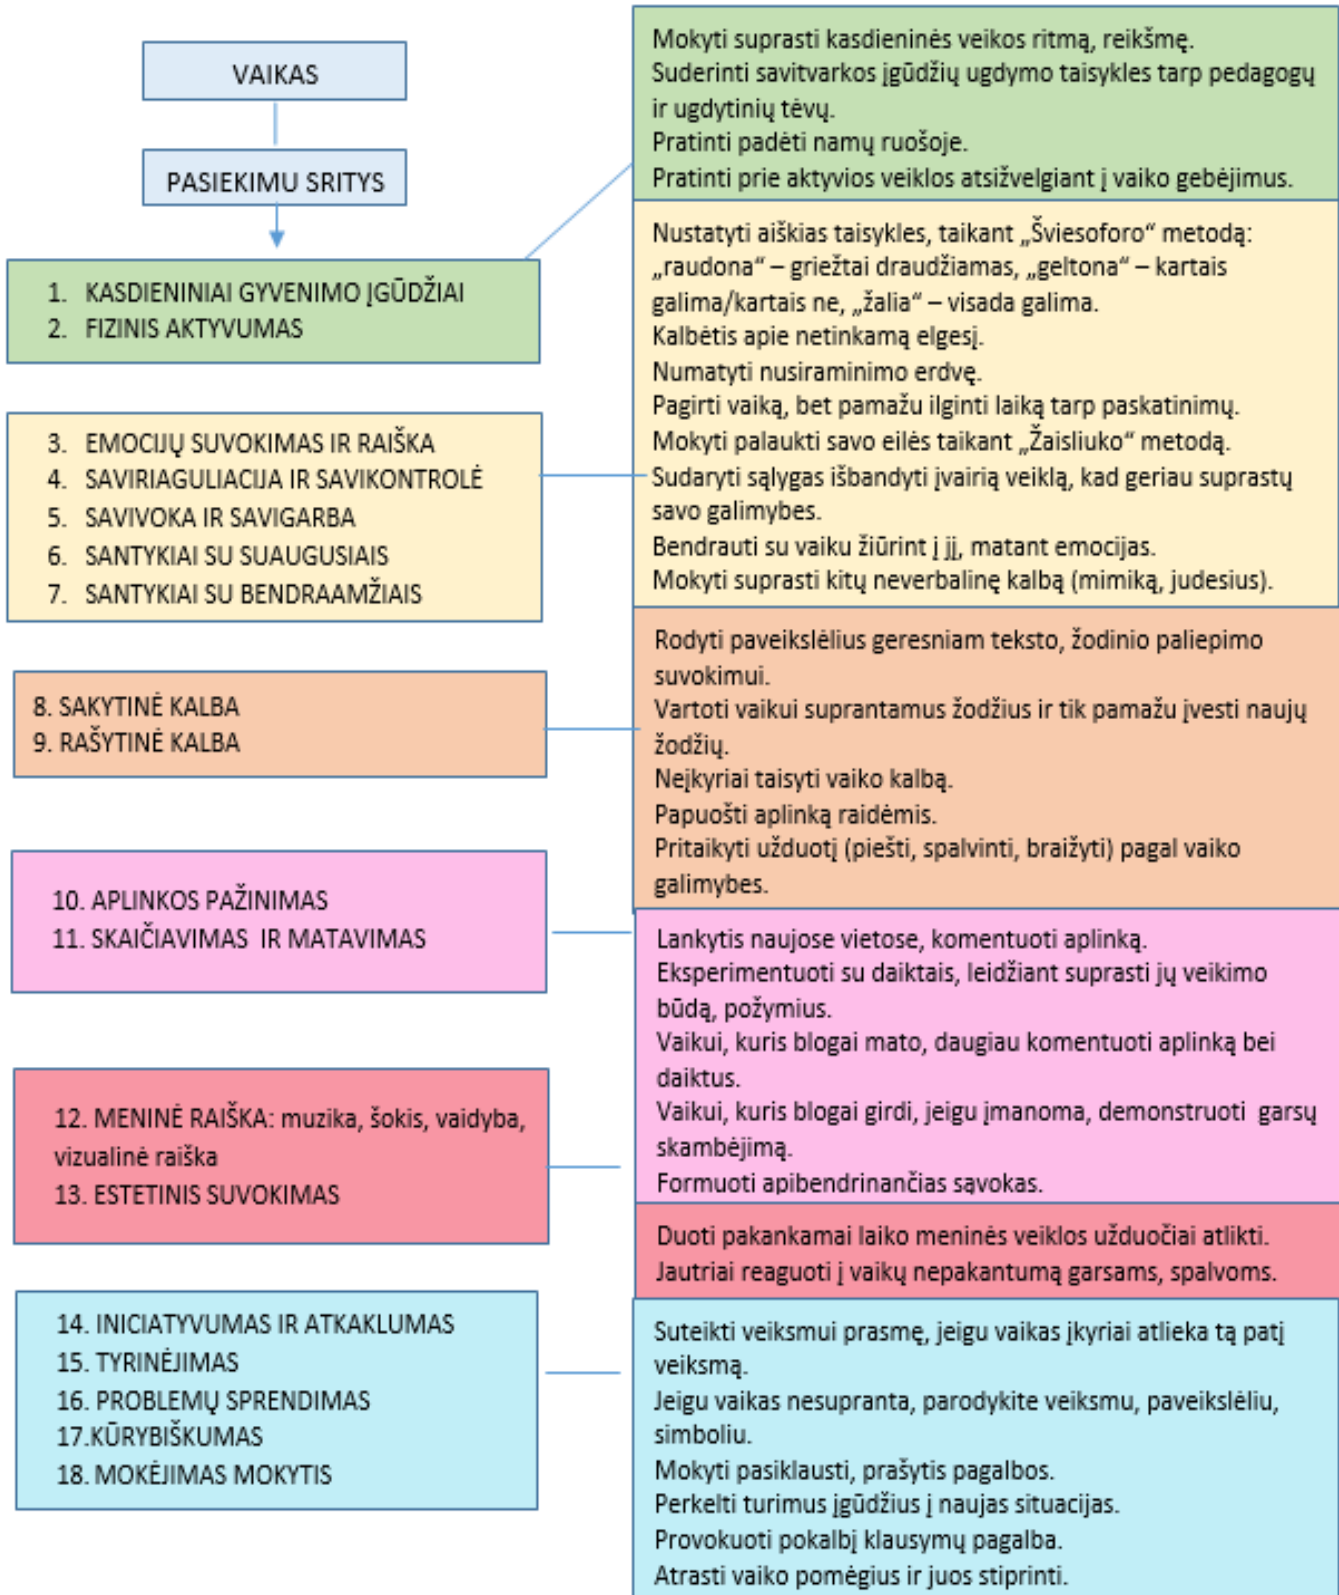 VAIKAS
PASIEKIMU SRITYS
1. KASDIENINIAI GYVENIMO ĮGŪDŽIAI
2. FIZINIS AKTYVUMAS
Mokyti suprasti kasdieninės veikos ritmą, reikšmę.
Suderinti savitvarkos įgūdžių ugdymo taisykles tarp pedagogų
ir ugdytinių tėvų.
Pratinti padėti namų ruošoje.
Pratinti prie aktyvios veiklos atsižvelgiant į vaiko gebėjimus.
3. EMOCIJŲ SUVOKIMAS IR RAIŠKA
4. SAVIRIAGULIACIJA IR SAVIKONTROLĖ
5. SAVIVOKA IR SAVIGARBA
6. SANTYKIAI SU SUAUGUSIAIS
7. SANTYKIAI SU BENDRAAMŽIAIS
Nustatyti aiškias taisykles, taikant „Šviesoforo“ metodą:
„raudona“ – griežtai draudžiamas, „geltona“ – kartais
galima/kartais ne, „žalia“ – visada galima.
Kalbėtis apie netinkamą elgesį.
Numatyti nusiraminimo erdvę.
Pagirti vaiką, bet pamažu ilginti laiką tarp paskatinimų.
Mokyti palaukti savo eilės taikant „Žaisliuko“ metodą.
Sudaryti sąlygas išbandyti įvairią veiklą, kad geriau suprastų
savo galimybes.
Bendrauti su vaiku žiūrint į jį, matant emocijas.
Mokyti suprasti kitų neverbalinę kalbą (mimiką, judesius).
8. SAKYTINĖ KALBA
9. RAŠYTINĖ KALBA
Rodyti paveikslėlius geresniam teksto, žodinio paliepimo
suvokimui.
Vartoti vaikui suprantamus žodžius ir tik pamažu įvesti naujų
žodžių.
Neįkyriai taisyti vaiko kalbą.
Papuošti aplinką raidėmis.
Pritaikyti užduotį (piešti, spalvinti, braižyti) pagal vaiko
galimybes.
10. APLINKOS PAŽINIMAS
11. SKAIČIAVIMAS IR MATAVIMAS
Lankytis naujose vietose, komentuoti aplinką.
Eksperimentuoti su daiktais, leidžiant suprasti jų veikimo
būdą, požymius.
Vaikui, kuris blogai mato, daugiau komentuoti aplinką bei
daiktus.
Vaikui, kuris blogai girdi, jeigu įmanoma, demonstruoti garsų
skambėjimą.
Formuoti apibendrinančias sąvokas.
12. MENINĖ RAIŠKA: muzika, šokis, vaidyba,
vizualinė raiška
13. ESTETINIS SUVOKIMAS
Duoti pakankamai laiko meninės veiklos užduočiai atlikti.
Jautriai reaguoti į vaikų nepakantumą garsams, spalvoms.
14. INICIATYVUMAS IR ATKAKLUMAS
15. TYRINĖJIMAS
16. PROBLEMŲ SPRENDIMAS
17.KŪRYBIŠKUMAS
18. MOKĖJIMAS MOKYTIS
Suteikti veiksmui prasmę, jeigu vaikas įkyriai atlieka tą patį
veiksmą.
Jeigu vaikas nesupranta, parodykite veiksmu, paveikslėliu,
simboliu.
Mokyti pasiklausti, prašytis pagalbos.
Perkelti turimus įgūdžius į naujas situacijas.
Provokuoti pokalbį klausymų pagalba.
Atrasti vaiko pomėgius ir juos stiprinti.